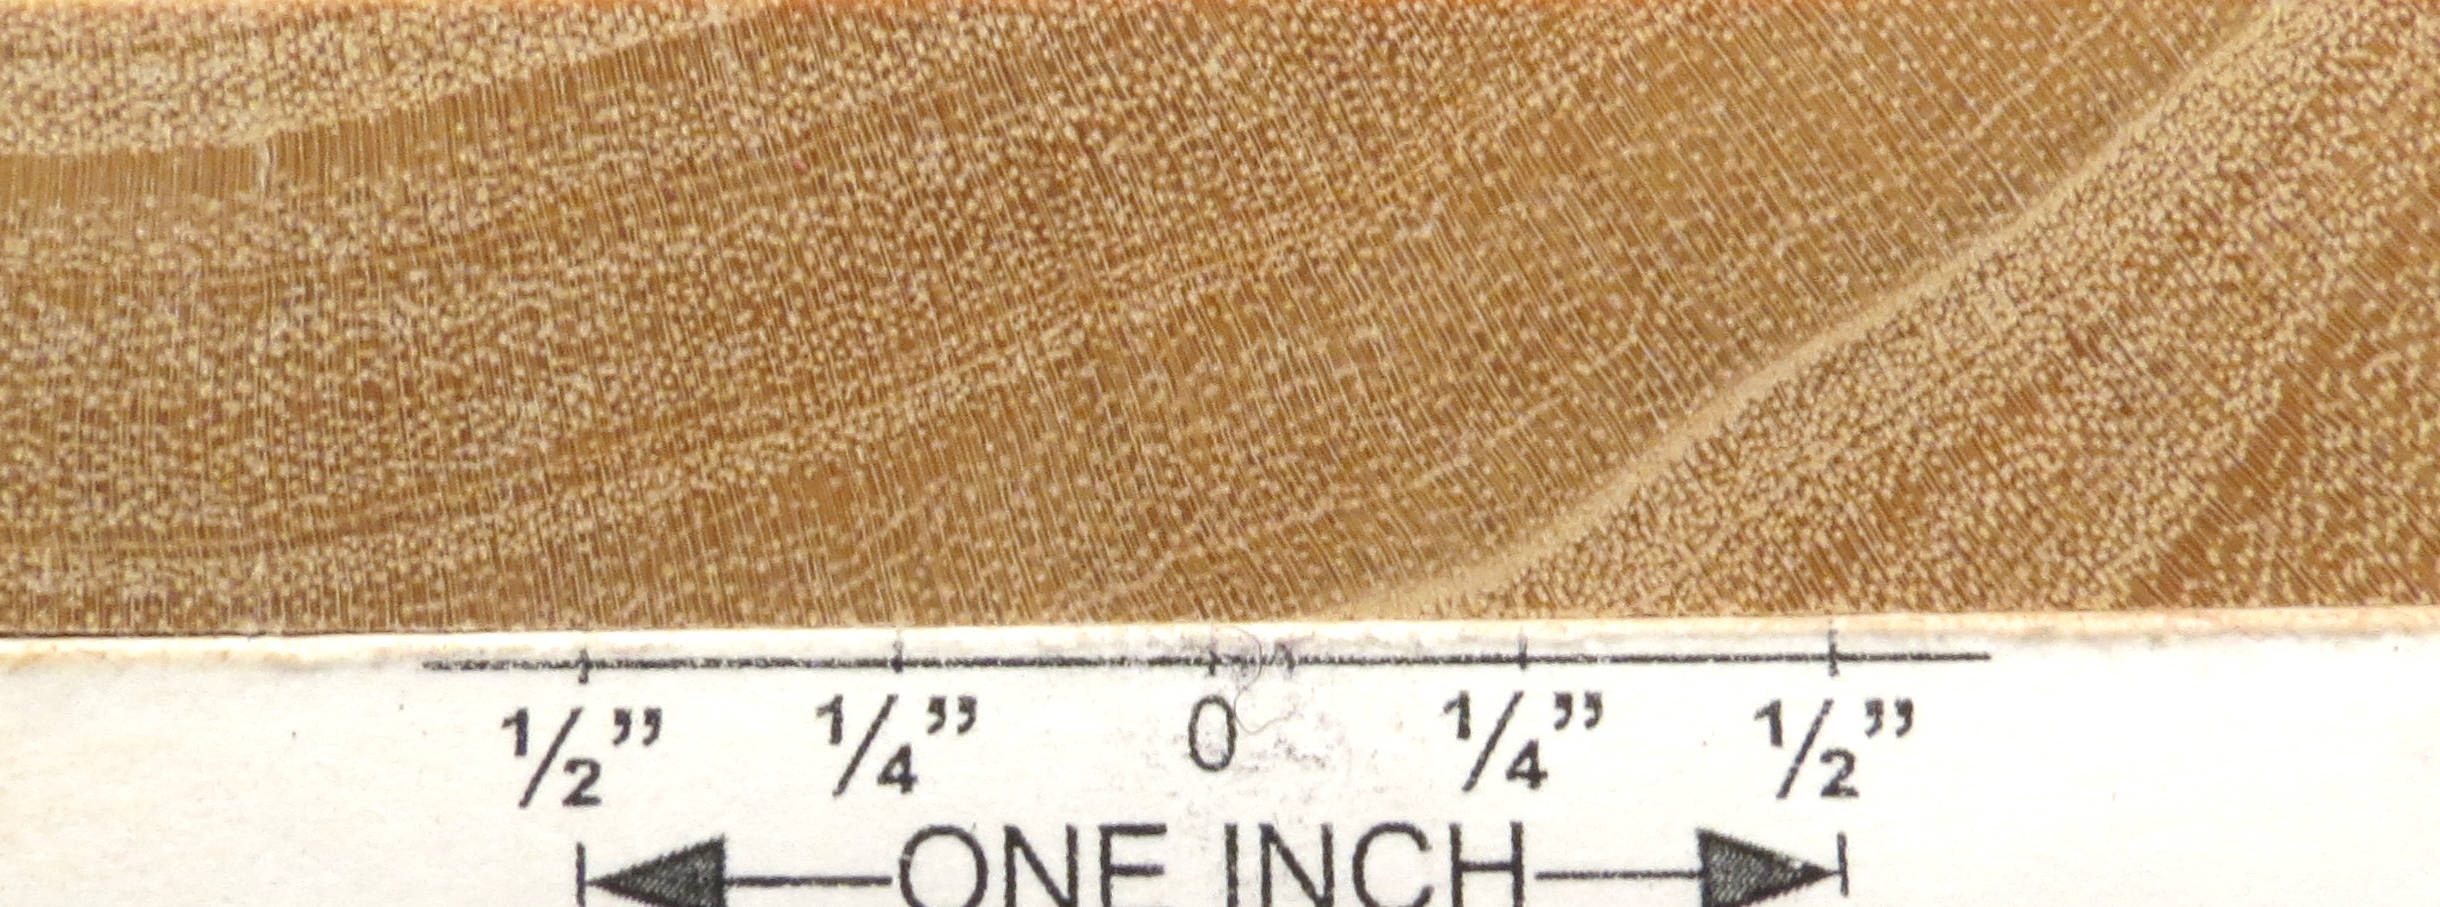 1/2” 1/4” 0 1/4” 1/2”
ONE INCH